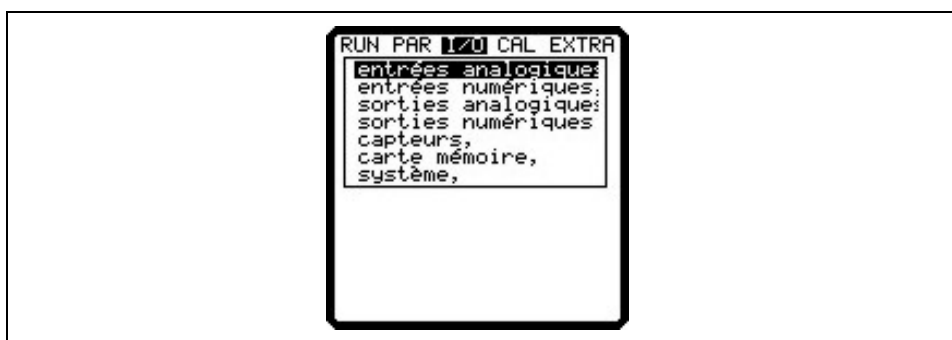 RUN PAR I/O CAL EXTRA
entrées analogiques
entrées numériques,
sorties analogiques
sorties numériques
capteurs,
carte mémoire,
système,